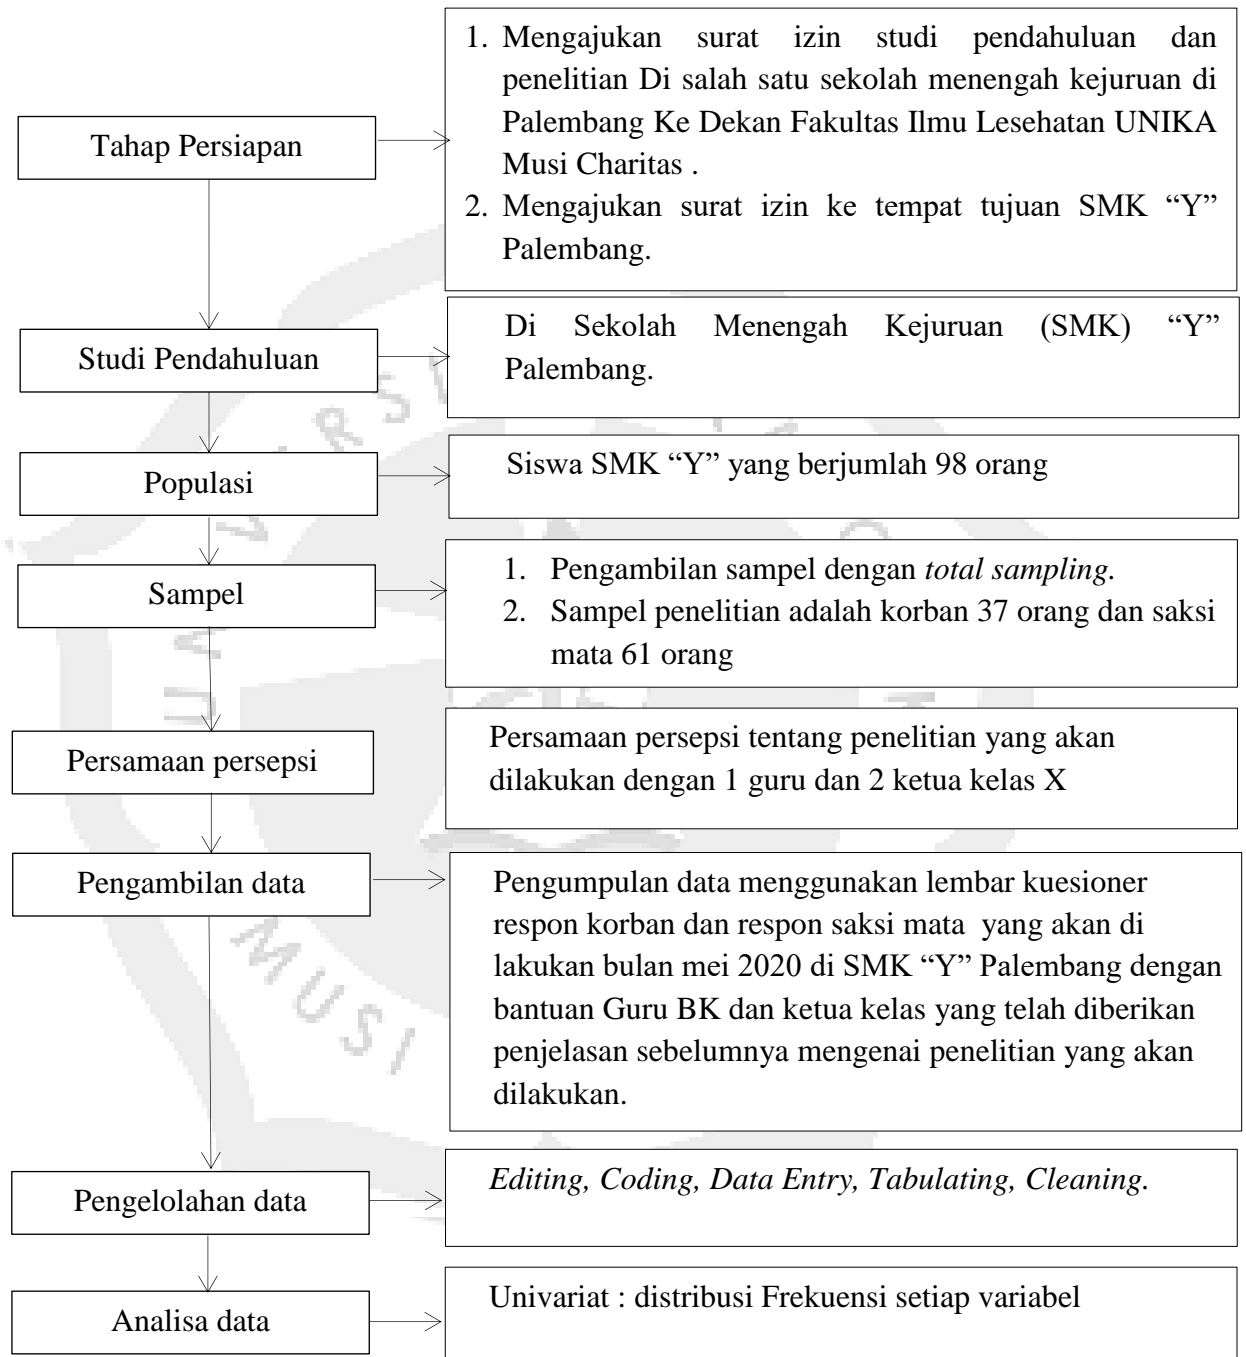 1. Mengajukan surat izin studi pendahuluan dan
penelitian Di salah satu sekolah menengah kejuruan di
Palembang Ke Dekan Fakultas Ilmu Lesehatan UNIKA
Musi Charitas .
2. Mengajukan surat izin ke tempat tujuan SMK “Y”
Palembang.
Tahap Persiapan
Studi Pendahuluan
Di Sekolah Menengah Kejuruan (SMK) “Y”
Palembang.
Populasi
Siswa SMK “Y” yang berjumlah 98 orang
Sampel
1. Pengambilan sampel dengan total sampling.
2. Sampel penelitian adalah korban 37 orang dan saksi
mata 61 orang
Persamaan persepsi
Persamaan persepsi tentang penelitian yang akan
dilakukan dengan 1 guru dan 2 ketua kelas X
Pengambilan data
Pengumpulan data menggunakan lembar kuesioner
respon korban dan respon saksi mata yang akan di
lakukan bulan mei 2020 di SMK “Y” Palembang dengan
bantuan Guru BK dan ketua kelas yang telah diberikan
penjelasan sebelumnya mengenai penelitian yang akan
dilakukan.
Pengelolahan data
Editing, Coding, Data Entry, Tabulating, Cleaning.
Analisa data
Univariat : distribusi Frekuensi setiap variabel
MUSI